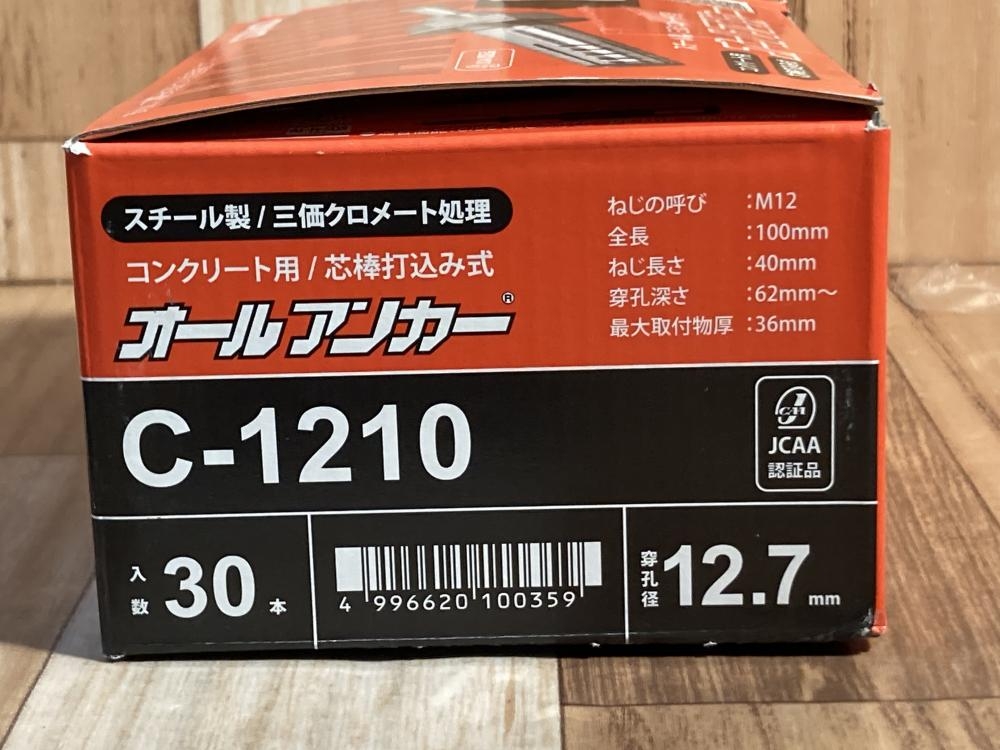 スチール製 / 三価クロメート処理
コンクリート用 / 芯棒打込み式
オールアンカー®
ねじの呼び :M12
全長 :100mm
ねじ長さ :40mm
穿孔深さ :62mm〜
最大取付物厚 :36mm
C-1210
JCAA
認証品
入数 30 本
4 996620 100359
穿孔径 12.7 mm